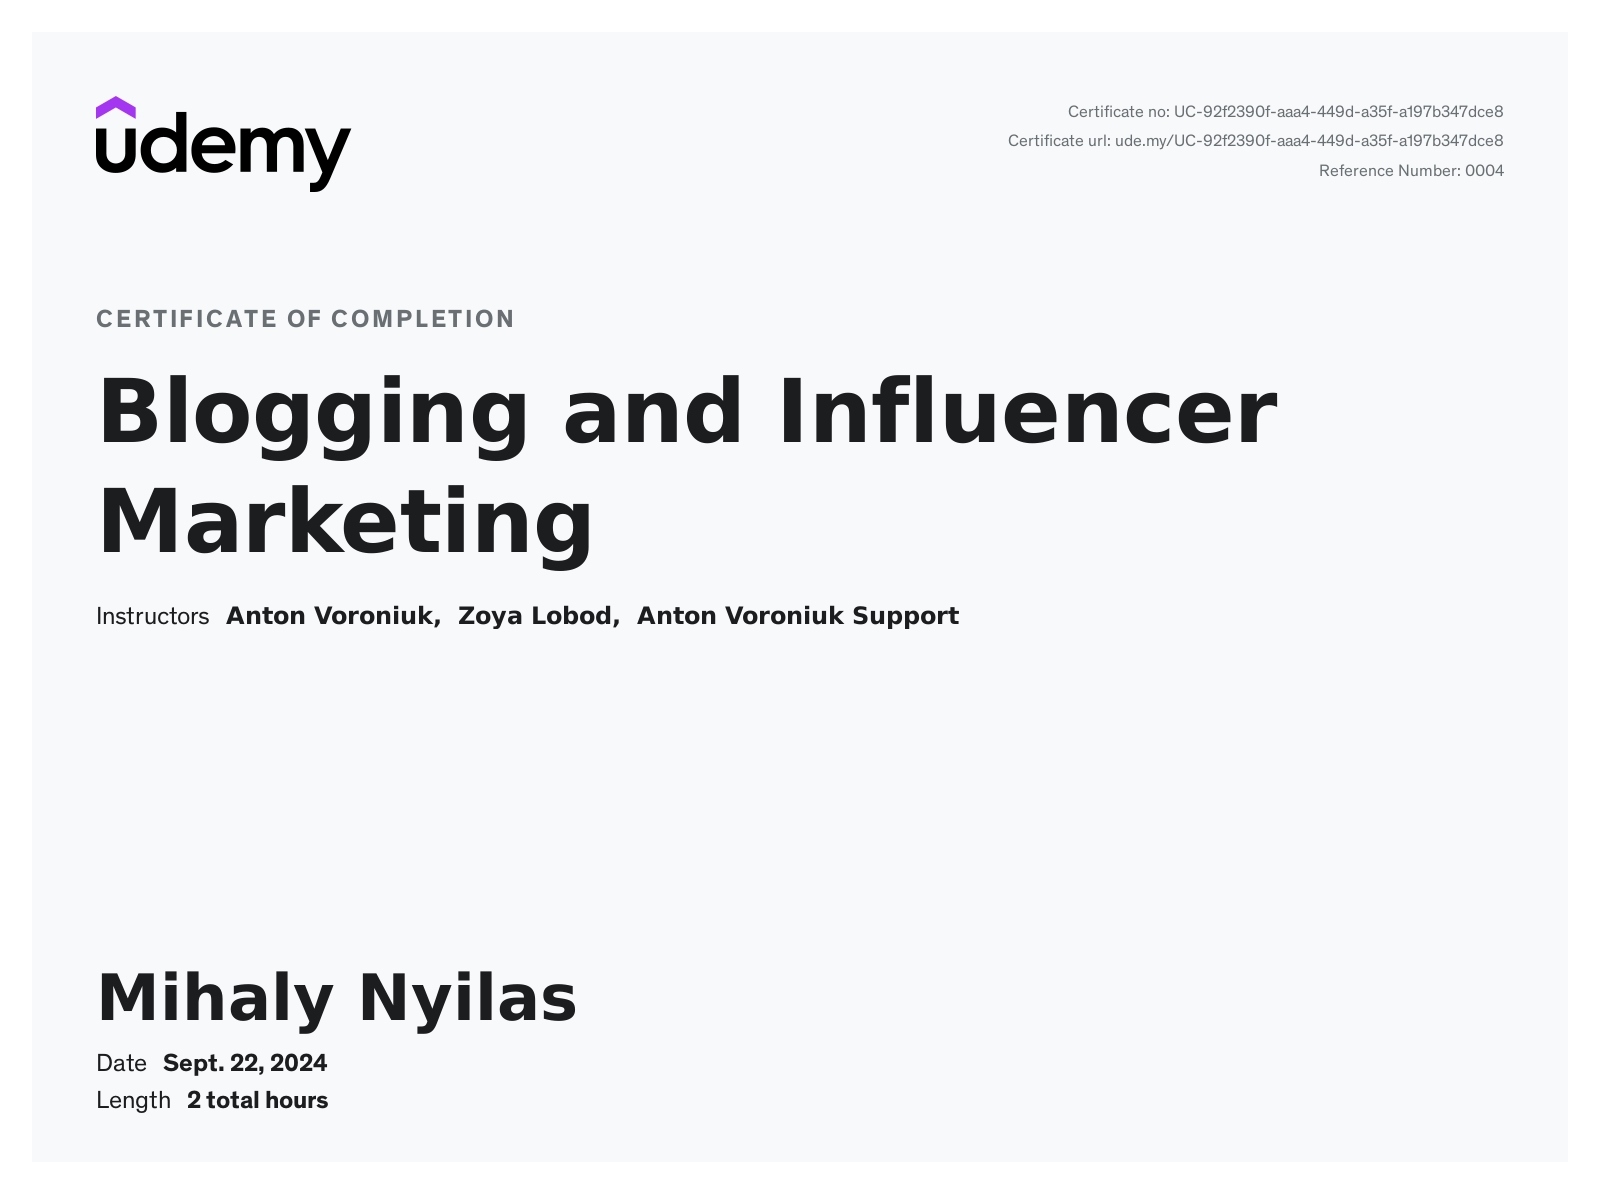 udemy
Certificate no: UC-92f2390f-aaa4-449d-a35f-a197b347dce8
Certificate url: ude.my/UC-92f2390f-aaa4-449d-a35f-a197b347dce8
Reference Number: 0004
CERTIFICATE OF COMPLETION
Blogging and Influencer
Marketing
Instructors Anton Voroniuk, Zoya Lobod, Anton Voroniuk Support
Mihaly Nyilas
Date Sept. 22, 2024
Length 2 total hours